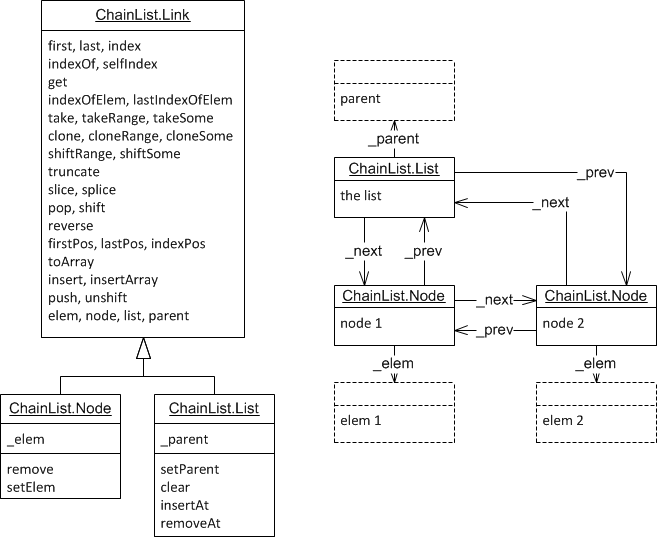 ChainList.Link
first, last, index
indexOf, selfIndex
get
indexOfElem, lastIndexOfElem
take, takeRange, takeSome
clone, cloneRange, cloneSome
shiftRange, shiftSome
truncate
slice, splice
pop, shift
reverse
firstPos, lastPos, indexPos
toArray
insert, insertArray
push, unshift
elem, node, list, parent
ChainList.Node
_elem
remove
setElem
ChainList.List
_parent
setParent
clear
insertAt
removeAt
parent
_parent
ChainList.List
the list
_prev
_next
_next
_prev
ChainList.Node
node 1
_next
_prev
ChainList.Node
node 2
_elem
_elem
elem 1
elem 2